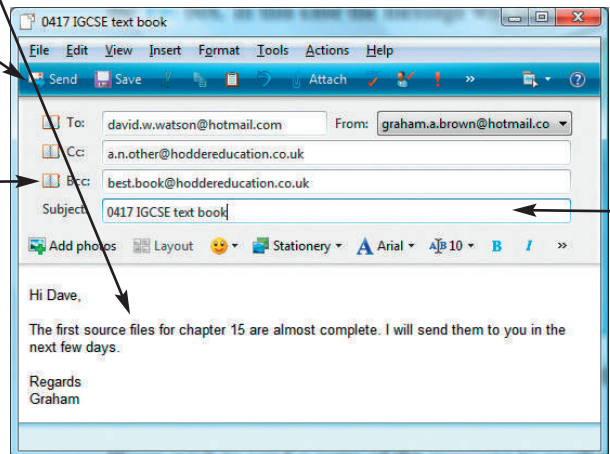 0417 IGCSE text book
File Edit View Insert Format Tools Actions Help
Send Save Attach »
To: david.w.watson@hotmail.com From: graham.a.brown@hotmail.co
Cc: a.n.other@hoddereducation.co.uk
Bcc: best.book@hoddereducation.co.uk
Subject: 0417 IGCSE text book
Add photos Layout Stationery Arial 10 B I »
Hi Dave,
The first source files for chapter 15 are almost complete. I will send them to you in the
next few days.
Regards
Graham